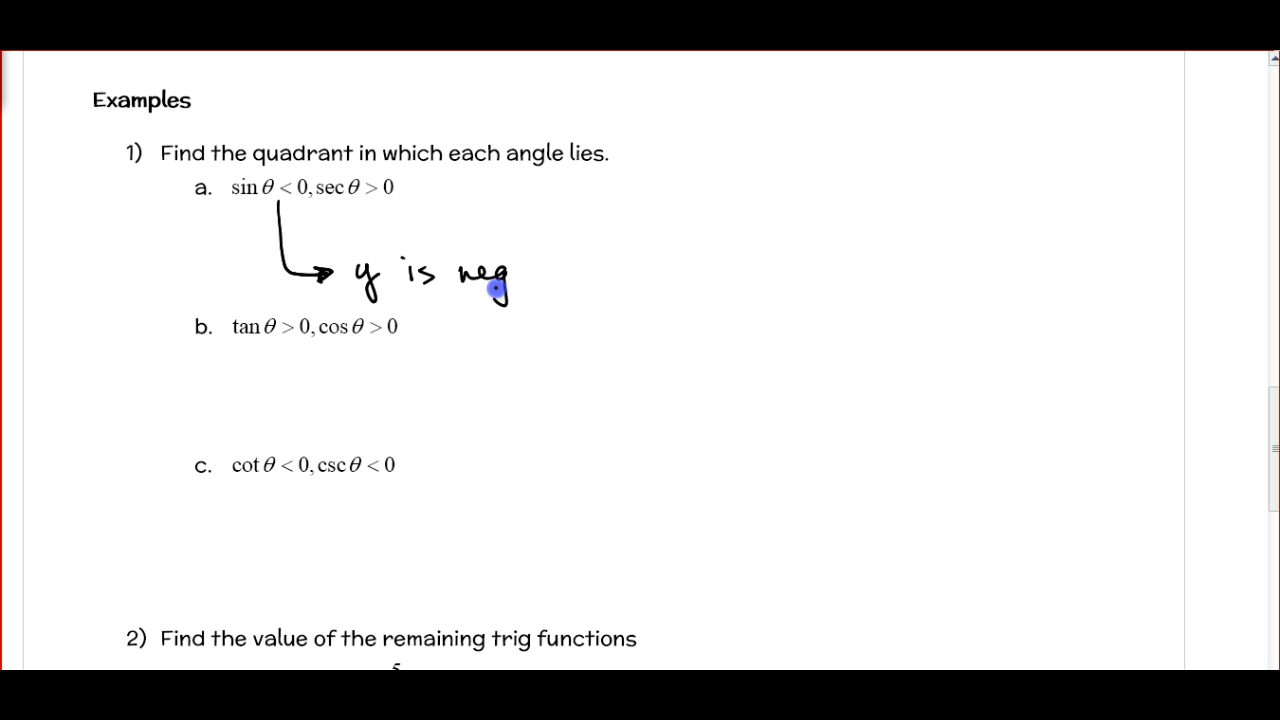 Examples
1) Find the quadrant in which each angle lies.
a. sin θ < 0, sec θ > 0
y is neg
b. tan θ > 0, cos θ > 0
c. cot θ < 0, csc θ < 0
2) Find the value of the remaining trig functions
5